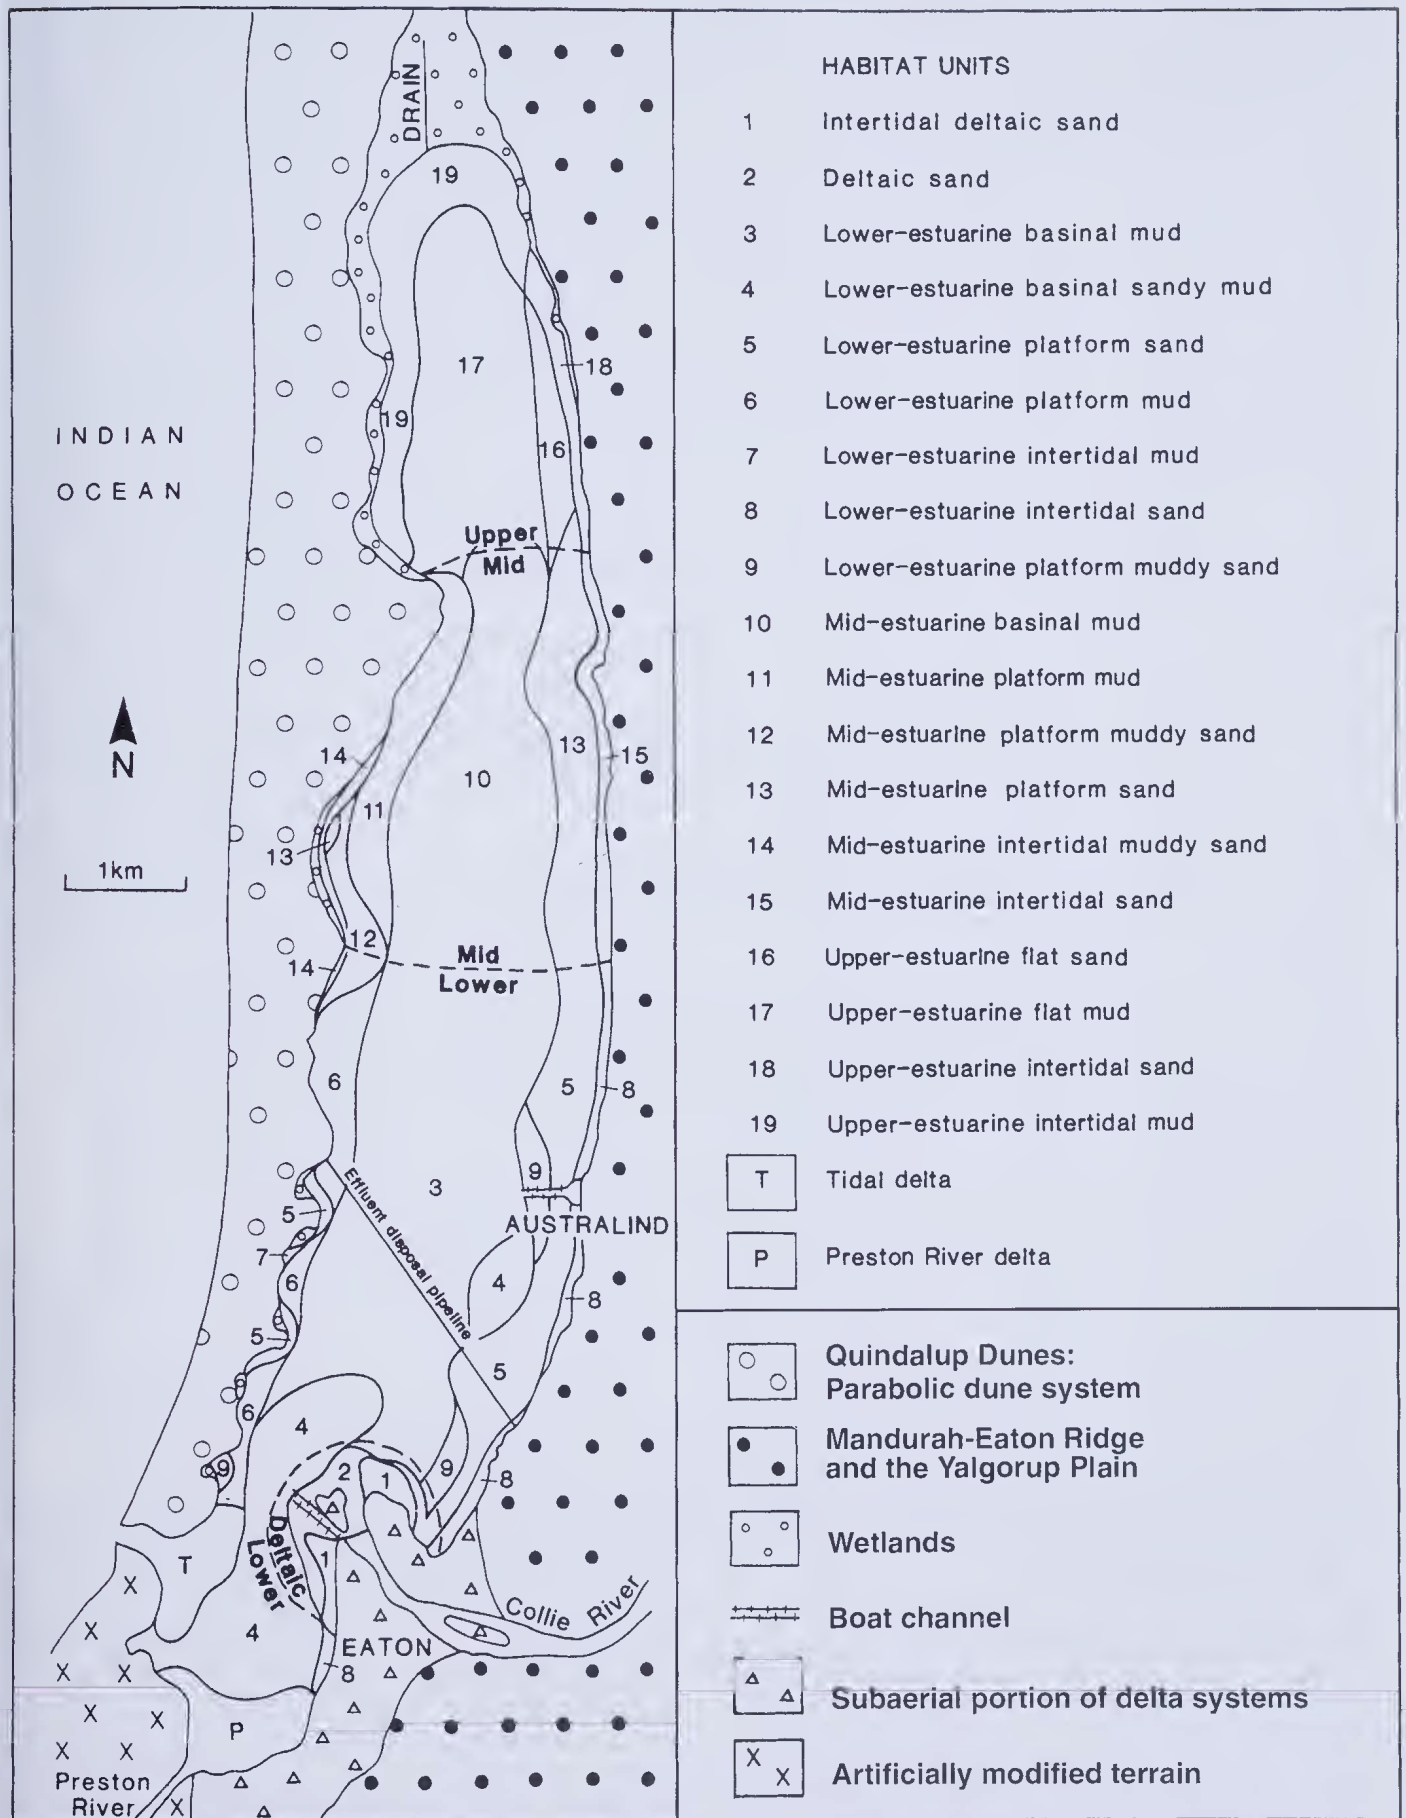 DRAIN
19
17
18
19
16
INDIAN
OCEAN
Upper
Mid
N
1km
14
13
15
10
11
13
12
14
Mid
Lower
6
5
8
9
3
Effluent disposal pipeline
5
AUSTRALIND
7
6
4
8
5
5
6
4
9
2
1
9
8
Deltaic
Lower
T
1
Collie River
4
EATON
8
P
Preston
River
HABITAT UNITS
1 Intertidal deltaic sand
2 Deltaic sand
3 Lower-estuarine basinal mud
4 Lower-estuarine basinal sandy mud
5 Lower-estuarine platform sand
6 Lower-estuarine platform mud
7 Lower-estuarine intertidal mud
8 Lower-estuarine intertidal sand
9 Lower-estuarine platform muddy sand
10 Mid-estuarine basinal mud
11 Mid-estuarine platform mud
12 Mid-estuarine platform muddy sand
13 Mid-estuarine platform sand
14 Mid-estuarine intertidal muddy sand
15 Mid-estuarine intertidal sand
16 Upper-estuarine flat sand
17 Upper-estuarine flat mud
18 Upper-estuarine intertidal sand
19 Upper-estuarine intertidal mud
T Tidal delta
P Preston River delta
Quindalup Dunes:
Parabolic dune system
Mandurah-Eaton Ridge
and the Yalgorup Plain
Wetlands
Boat channel
Subaerial portion of delta systems
Artificially modified terrain